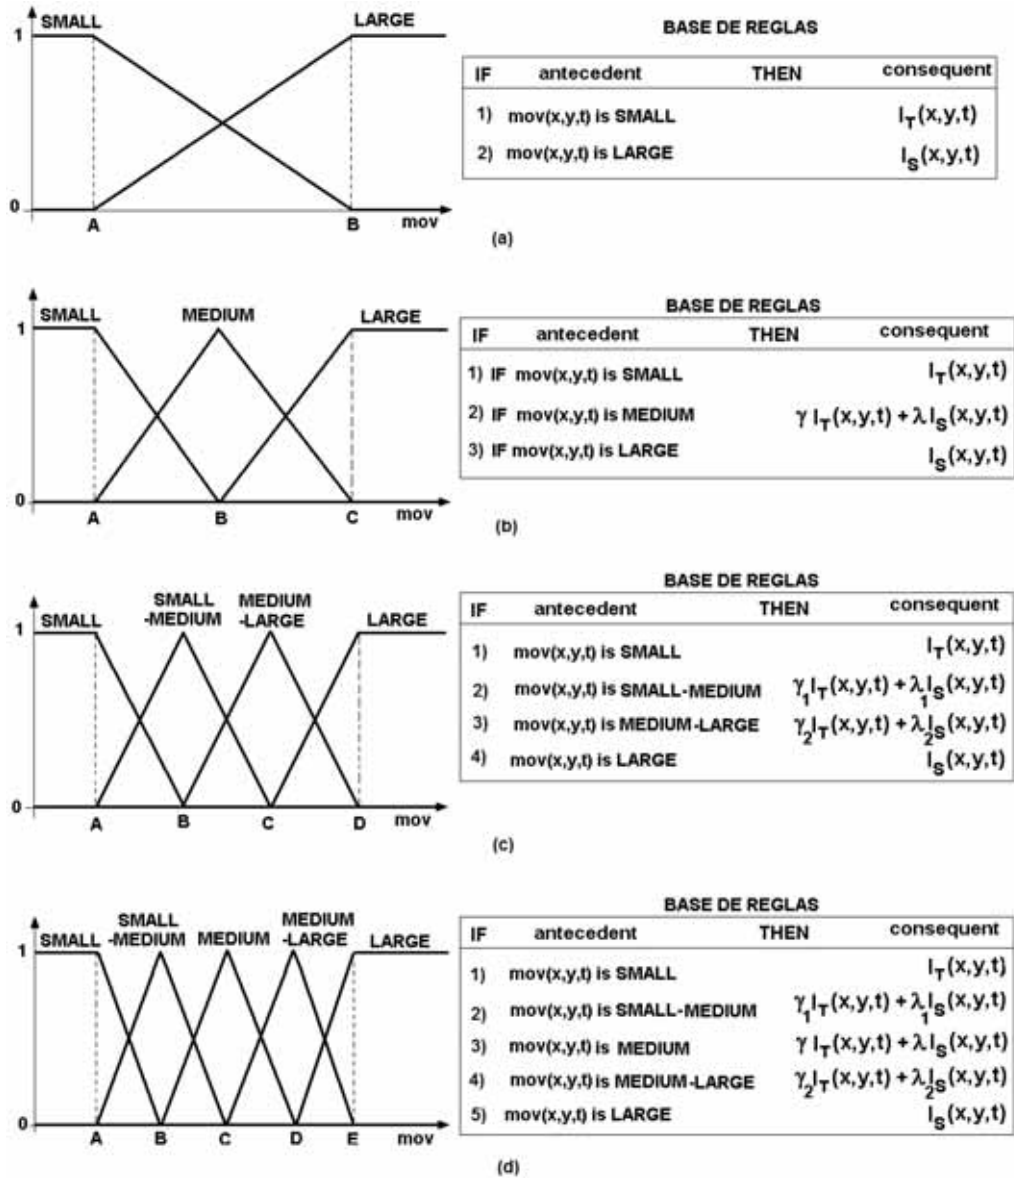 SMALL LARGE
1
0
A B mov
BASE DE REGLAS
IF antecedent THEN consequent
1) mov(x,y,t) is SMALL I_T(x,y,t)
2) mov(x,y,t) is LARGE I_S(x,y,t)
(a)
SMALL MEDIUM LARGE
1
0
A B C mov
BASE DE REGLAS
IF antecedent THEN consequent
1) IF mov(x,y,t) is SMALL I_T(x,y,t)
2) IF mov(x,y,t) is MEDIUM γ I_T(x,y,t) + λ I_S(x,y,t)
3) IF mov(x,y,t) is LARGE I_S(x,y,t)
(b)
SMALL SMALL-MEDIUM MEDIUM-LARGE LARGE
1
0
A B C D mov
BASE DE REGLAS
IF antecedent THEN consequent
1) mov(x,y,t) is SMALL I_T(x,y,t)
2) mov(x,y,t) is SMALL-MEDIUM γ_1 I_T(x,y,t) + λ_1 I_S(x,y,t)
3) mov(x,y,t) is MEDIUM-LARGE γ_2 I_T(x,y,t) + λ_2 I_S(x,y,t)
4) mov(x,y,t) is LARGE I_S(x,y,t)
(c)
SMALL SMALL-MEDIUM MEDIUM MEDIUM-LARGE LARGE
1
0
A B C D E mov
BASE DE REGLAS
IF antecedent THEN consequent
1) mov(x,y,t) is SMALL I_T(x,y,t)
2) mov(x,y,t) is SMALL-MEDIUM γ_1 I_T(x,y,t) + λ_1 I_S(x,y,t)
3) mov(x,y,t) is MEDIUM γ I_T(x,y,t) + λ I_S(x,y,t)
4) mov(x,y,t) is MEDIUM-LARGE γ_2 I_T(x,y,t) + λ_2 I_S(x,y,t)
5) mov(x,y,t) is LARGE I_S(x,y,t)
(d)